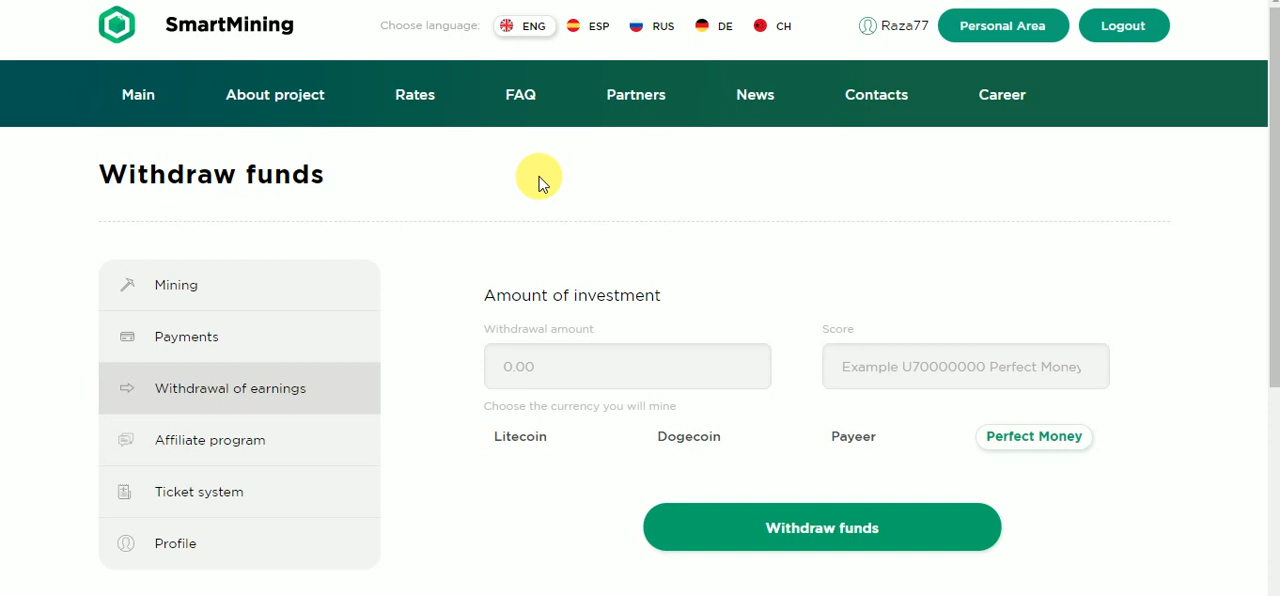 SmartMining
Choose language: ENG ESP RUS DE CH
Raza77 Personal Area Logout
Main About project Rates FAQ Partners News Contacts Career
Withdraw funds
Mining
Payments
Withdrawal of earnings
Affiliate program
Ticket system
Profile
Amount of investment
Withdrawal amount Score
0.00 Example U70000000 Perfect Money
Choose the currency you will mine
Litecoin Dogecoin Payeer Perfect Money
Withdraw funds